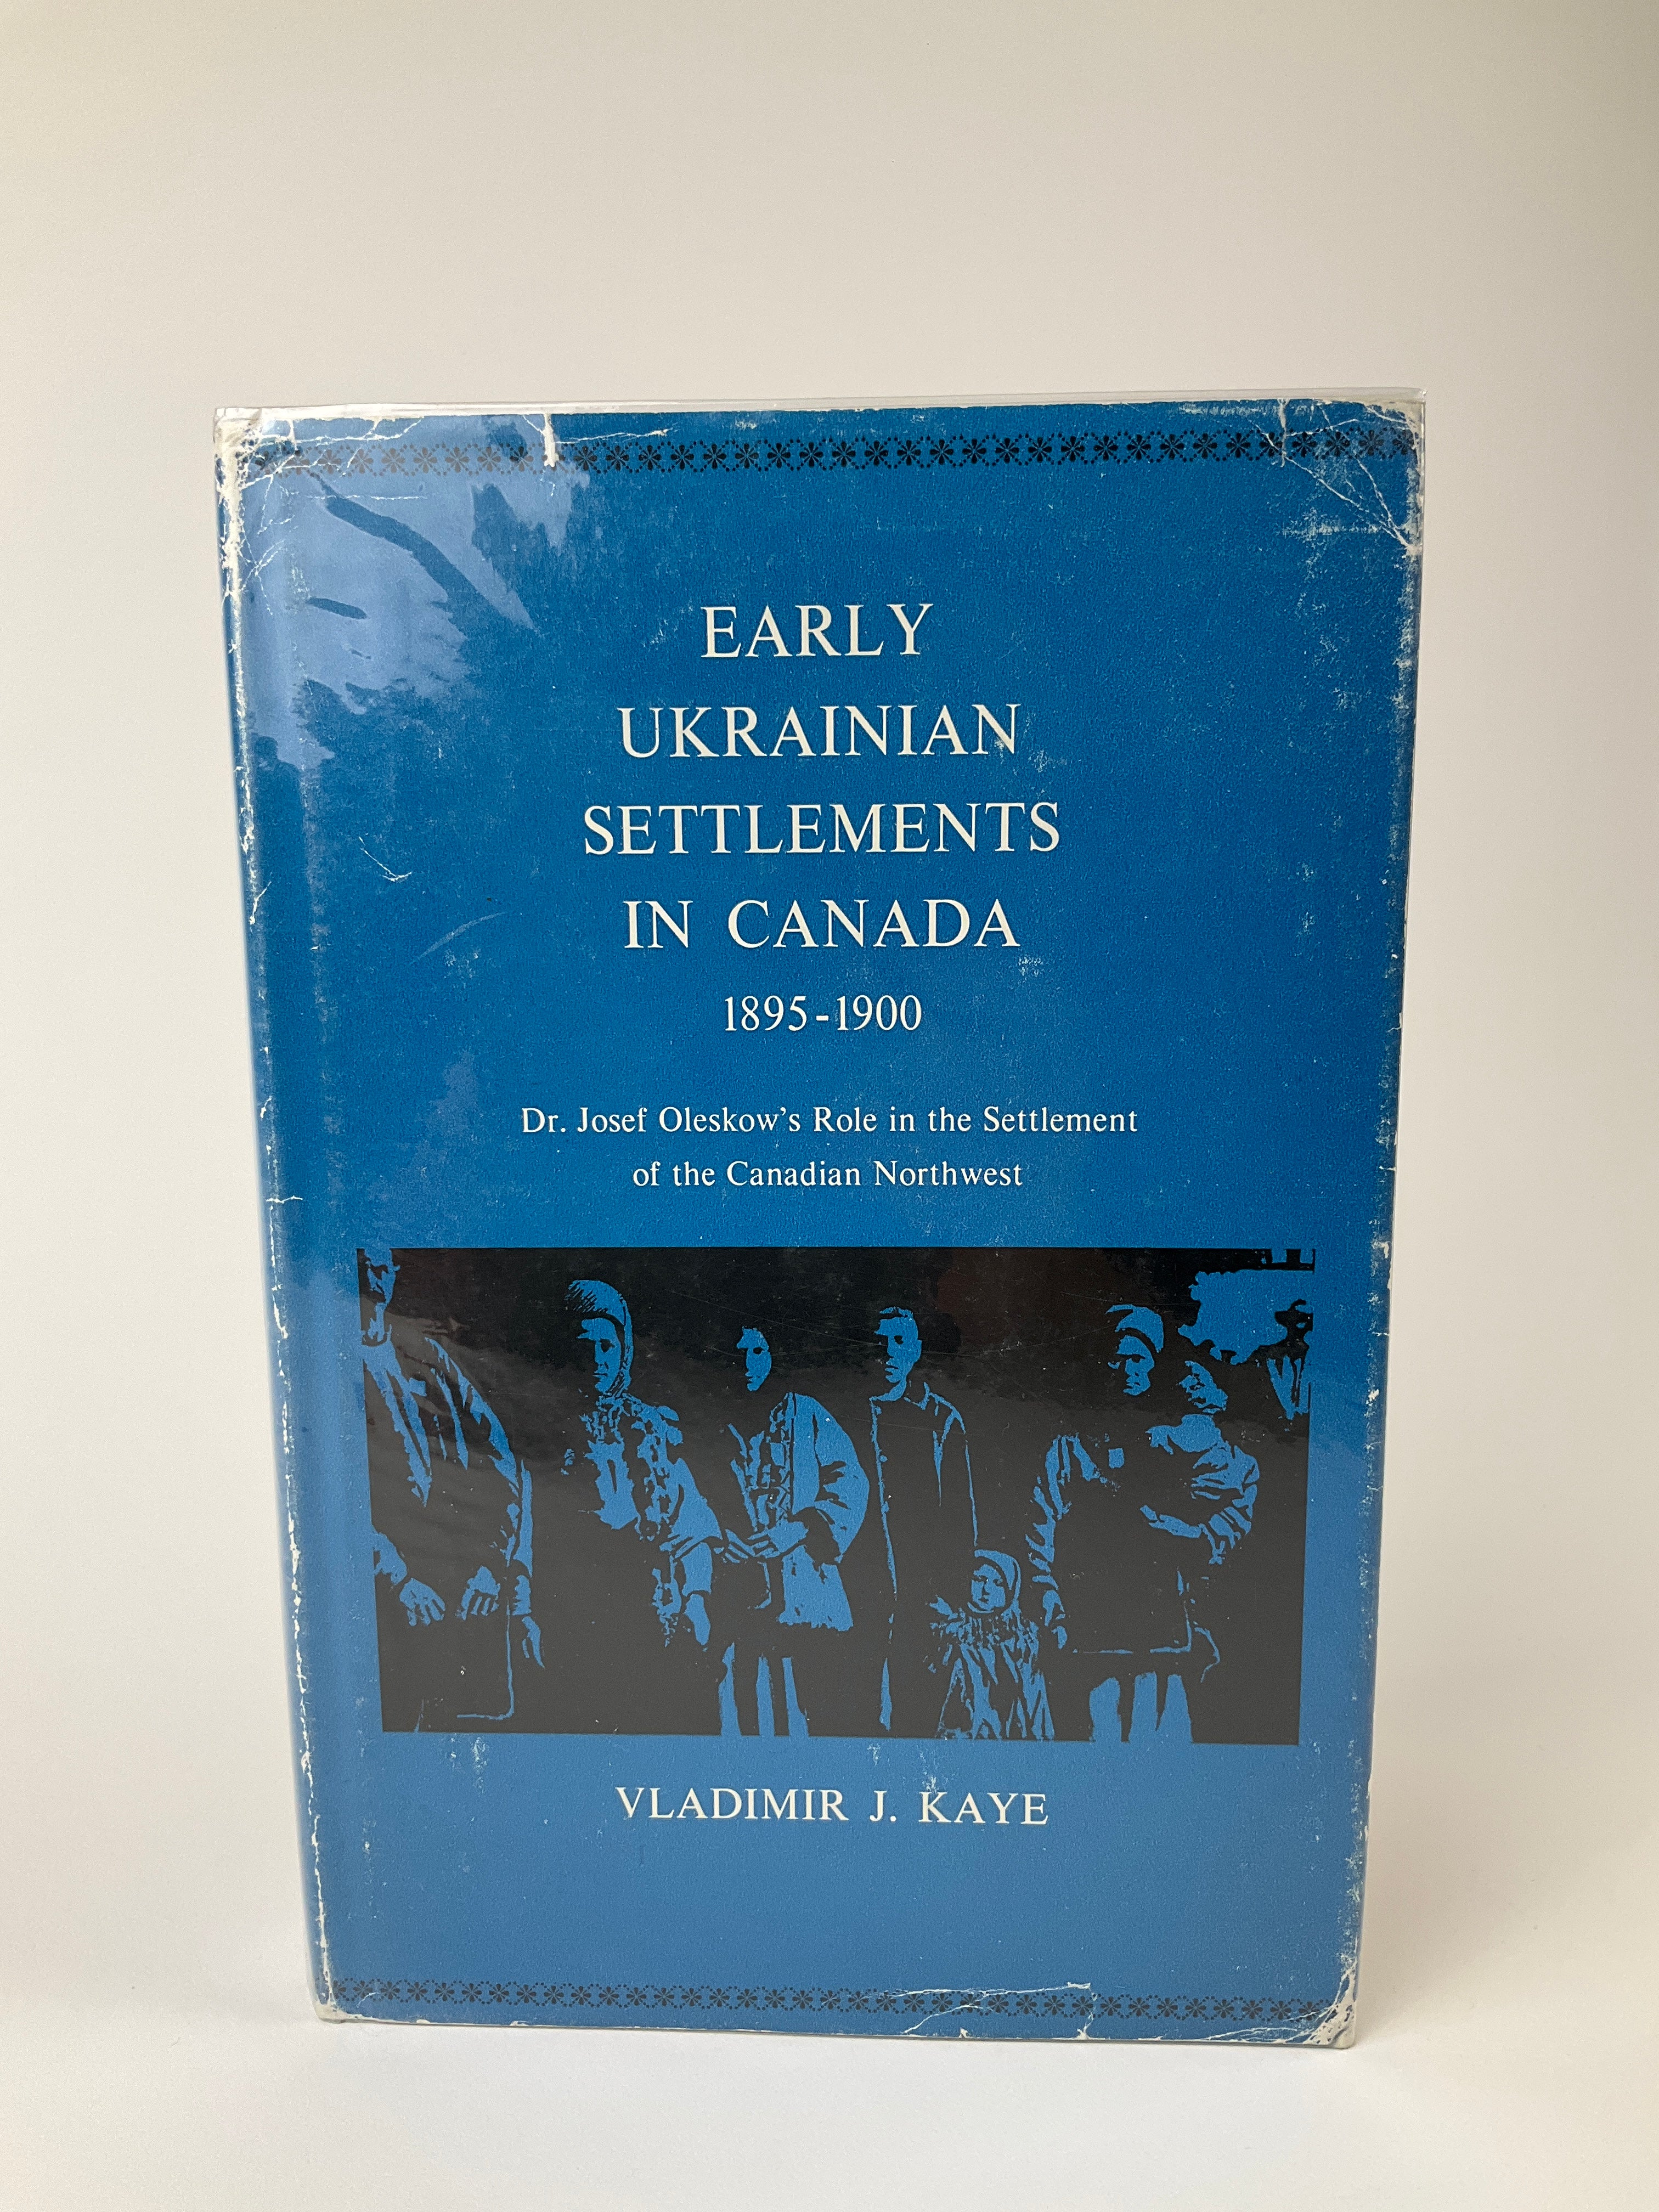 EARLY
UKRAINIAN
SETTLEMENTS
IN CANADA
1895-1900
Dr. Josef Oleskow's Role in the Settlement
of the Canadian Northwest
VLADIMIR J. KAYE